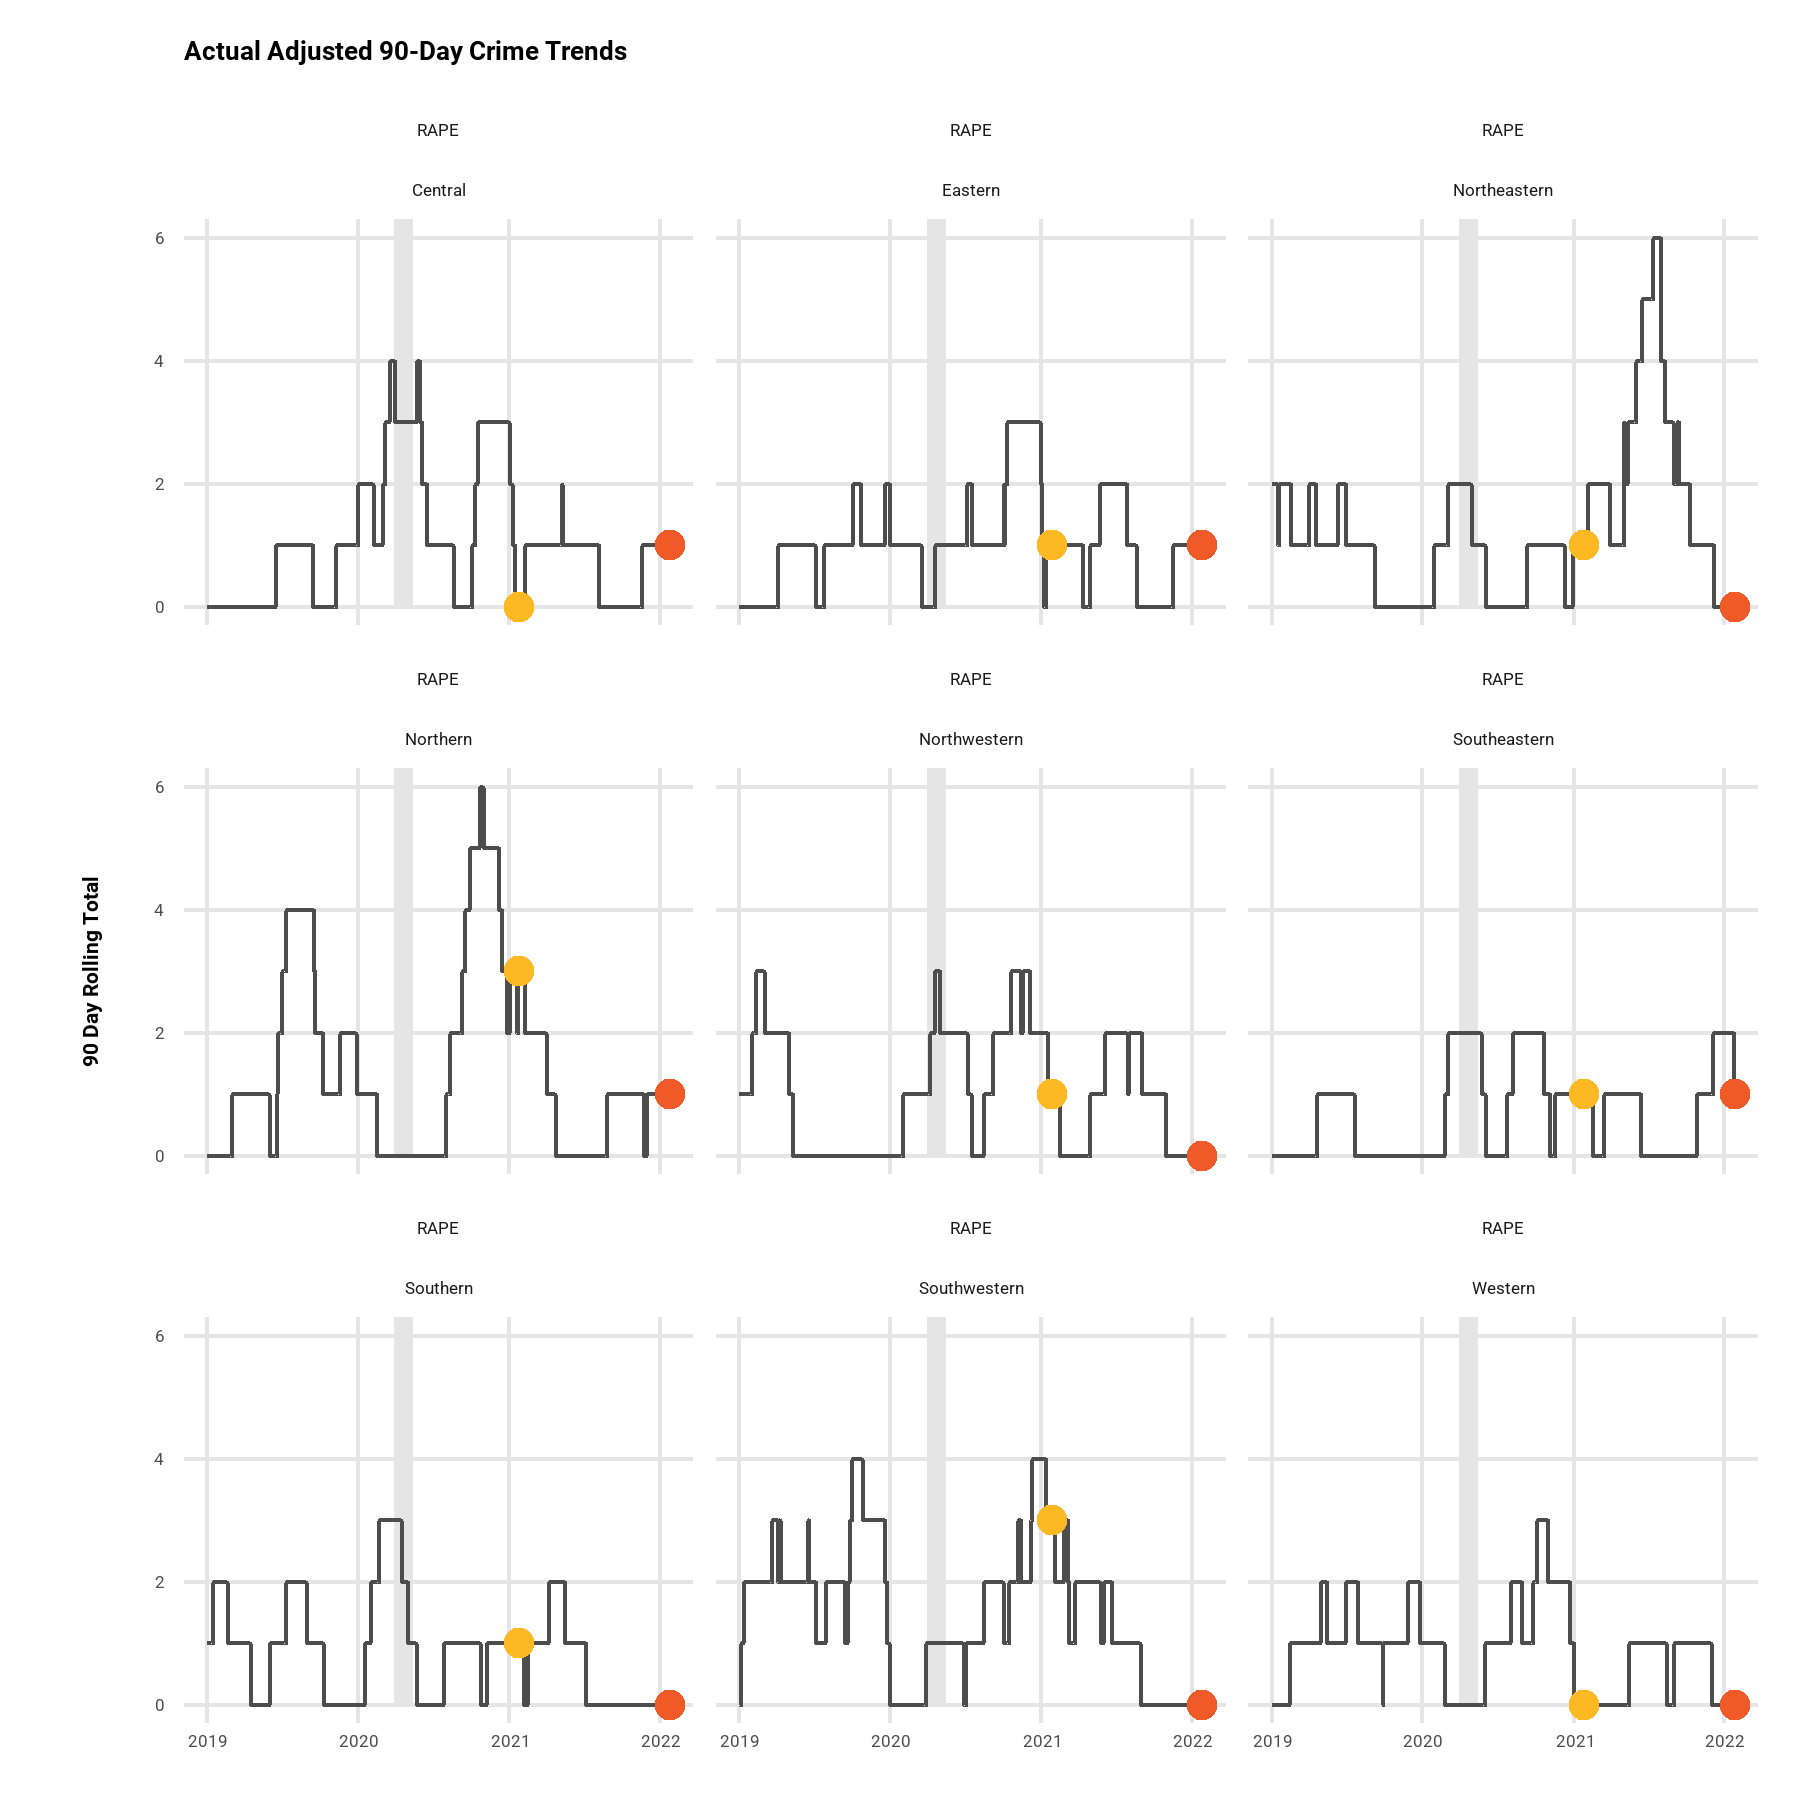 Actual Adjusted 90-Day Crime Trends
RAPE RAPE RAPE
Central Eastern Northeastern
6
4
2
0
RAPE RAPE RAPE
Northern Northwestern Southeastern
6
4
2
0
90 Day Rolling Total
RAPE RAPE RAPE
Southern Southwestern Western
6
4
2
0
2019 2020 2021 2022 2019 2020 2021 2022 2019 2020 2021 2022